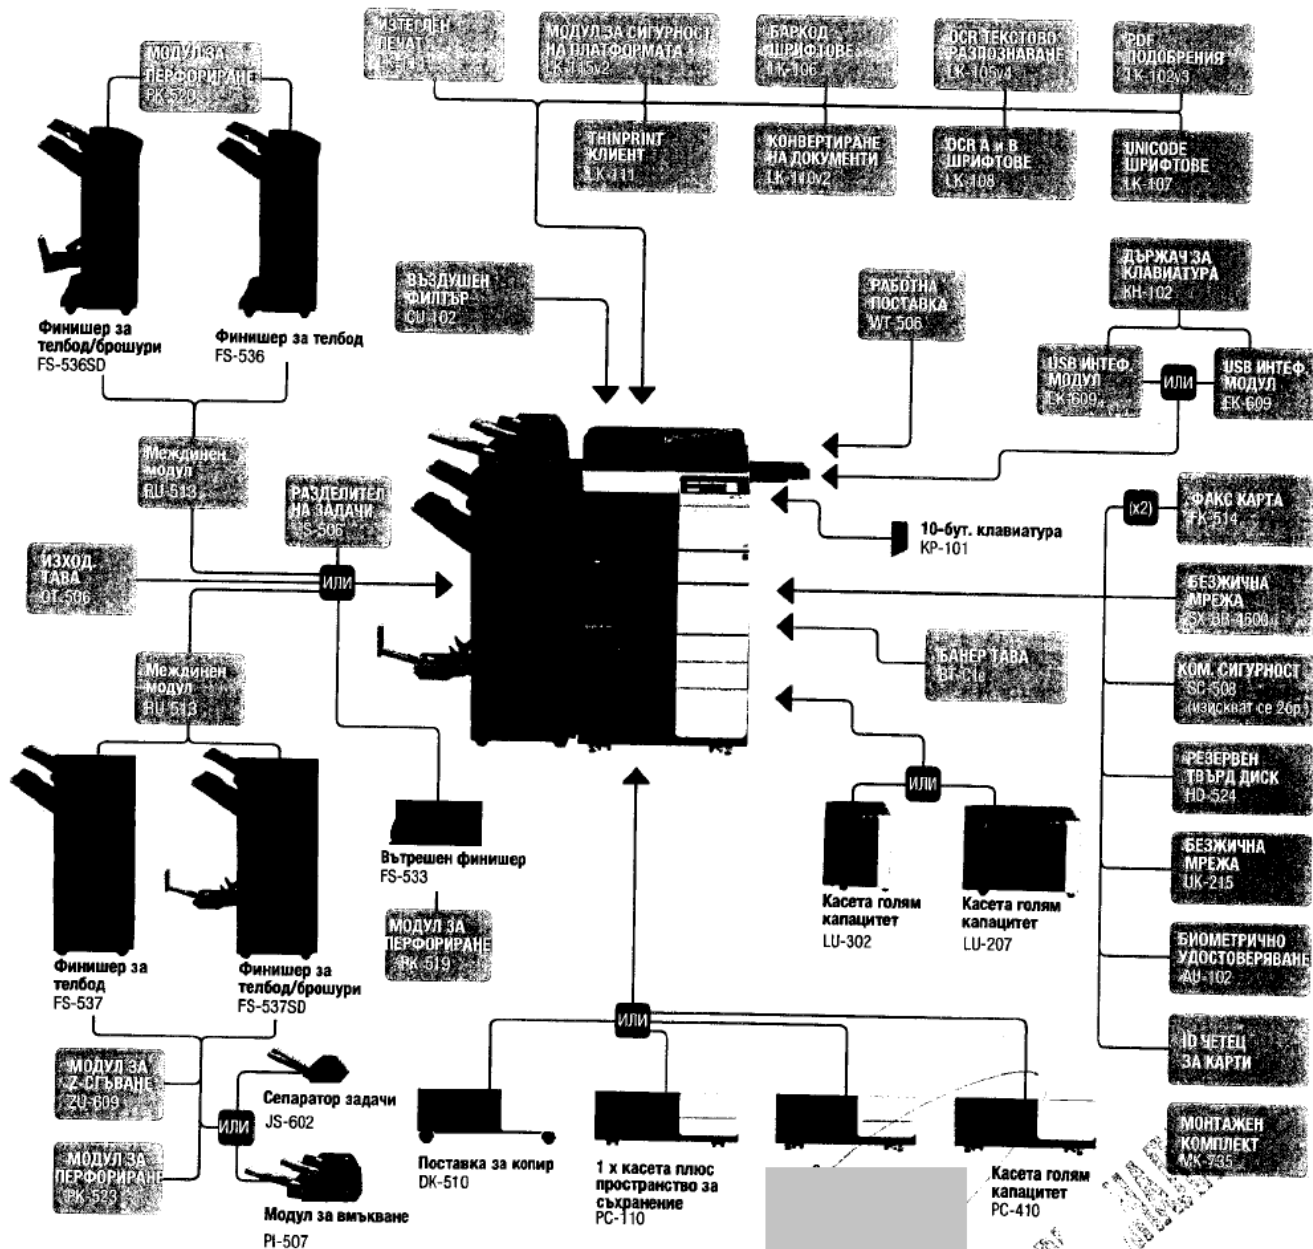 ИЗТЕГЛЕН
ПЕЧАТ
МОДУЛ ЗА СИГУРНОСТ
НА ПЛАТФОРМАТА
LK-115v2
БАРКОД
ШРИФТОВЕ
LK-106
OCR ТЕКСТОВО
РАЗПОЗНАВАНЕ
LK-105v4
PDF
ПОДОБРЕНИЯ
LK-102v3
THINPRINT
КЛИЕНТ
LK-111
КОНВЕРТИРАНЕ
НА ДОКУМЕНТИ
LK-110v2
OCR A и B
ШРИФТОВЕ
LK-108
UNICODE
ШРИФТОВЕ
LK-107
МОДУЛ ЗА
ПЕРФОРИРАНЕ
PK-520
Финишер за
телбод/брошури
FS-536SD
Финишер за телбод
FS-536
ВЪЗДУШЕН
ФИЛТЪР
CU-102
РАБОТНА
ПОСТАВКА
WT-506
ДЪРЖАЧ ЗА
КЛАВИАТУРА
KH-102
USB ИНТЕФ.
МОДУЛ
EK-609
ИЛИ
USB ИНТЕФ.
МОДУЛ
EK-609
Междинен
модул
RU-513
РАЗДЕЛИТЕЛ
НА ЗАДАЧИ
JS-506
ИЗХОД.
ТАВА
OT-506
ИЛИ
10-бут. клавиатура
KP-101
(x2)
ФАКС КАРТА
FK-514
БЕЗЖИЧНА
МРЕЖА
SX-BR-4600
БАНЕР ТАВА
BT-C1e
КОМ. СИГУРНОСТ
SC-508
(изискват се 2бр.)
Междинен
модул
RU-513
РЕЗЕРВЕН
ТВЪРД ДИСК
HD-524
ИЛИ
Вътрешен финишер
FS-533
БЕЗЖИЧНА
МРЕЖА
UK-215
Касета голям
капацитет
LU-302
Касета голям
капацитет
LU-207
МОДУЛ ЗА
ПЕРФОРИРАНЕ
PK-519
БИОМЕТРИЧНО
УДОСТОВЕРЯВАНЕ
AU-102
Финишер за
телбод
FS-537
Финишер за
телбод/брошури
FS-537SD
ИЛИ
ID ЧЕТЕЦ
ЗА КАРТИ
МОДУЛ ЗА
Z-СГЪВАНЕ
ZU-609
Сепаратор задачи
JS-602
ИЛИ
МОДУЛ ЗА
ПЕРФОРИРАНЕ
PK-523
Модул за вмъкване
PI-507
Поставка за копир
DK-510
1 x касета плюс
пространство за
съхранение
PC-110
Касета голям
капацитет
PC-410
МОНТАЖЕН
КОМПЛЕКТ
MK-735